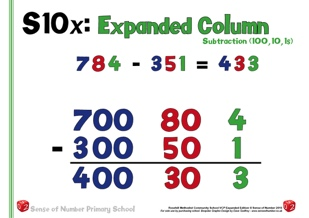 S10x: Expanded Column
Subtraction (100, 10, 1s)
784 - 351 = 433
700 80 4
- 300 50 1
400 30 3
Sense of Number Primary School